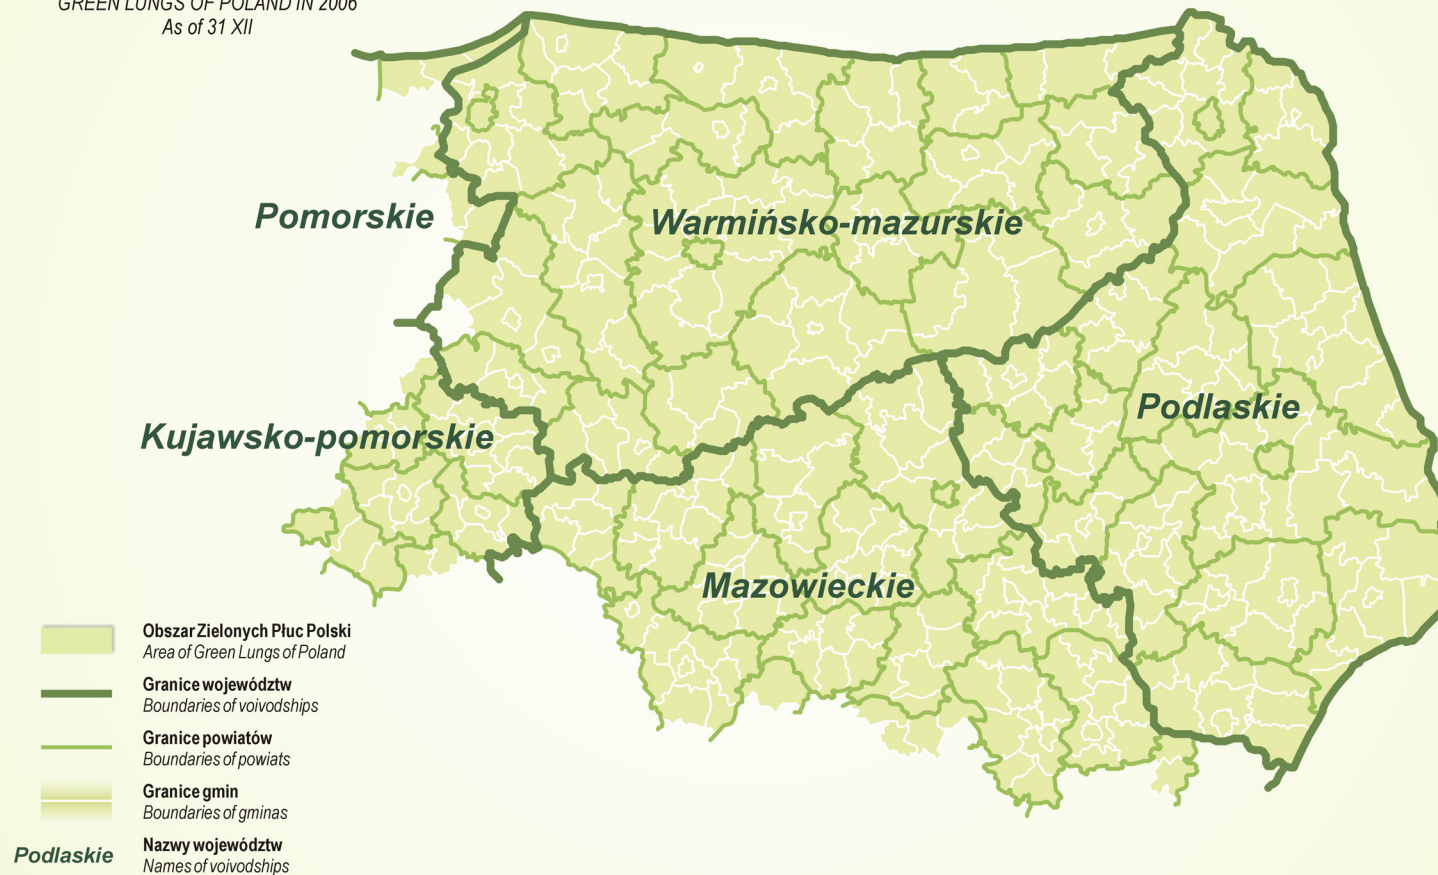 GREEN LUNGS OF POLAND IN 2006
As of 31 XII
Pomorskie
Warmińsko-mazurskie
Podlaskie
Kujawsko-pomorskie
Mazowieckie
Obszar Zielonych Płuc Polski
Area of Green Lungs of Poland
Granice województw
Boundaries of voivodships
Granice powiatów
Boundaries of powiats
Granice gmin
Boundaries of gminas
Podlaskie
Nazwy województw
Names of voivodships